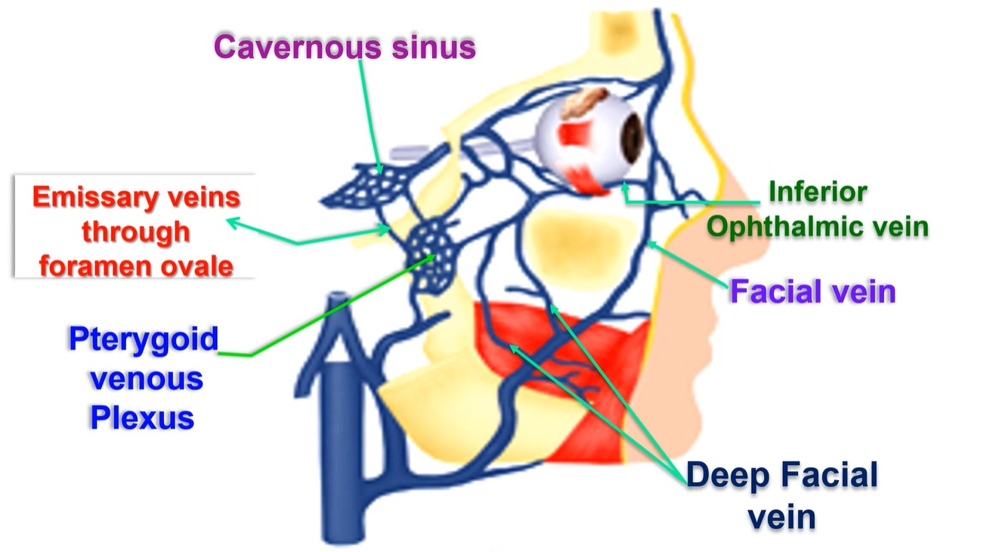 Cavernous sinus
Emissary veins
through
foramen ovale
Inferior
Ophthalmic vein
Facial vein
Pterygoid
venous
Plexus
Deep Facial
vein